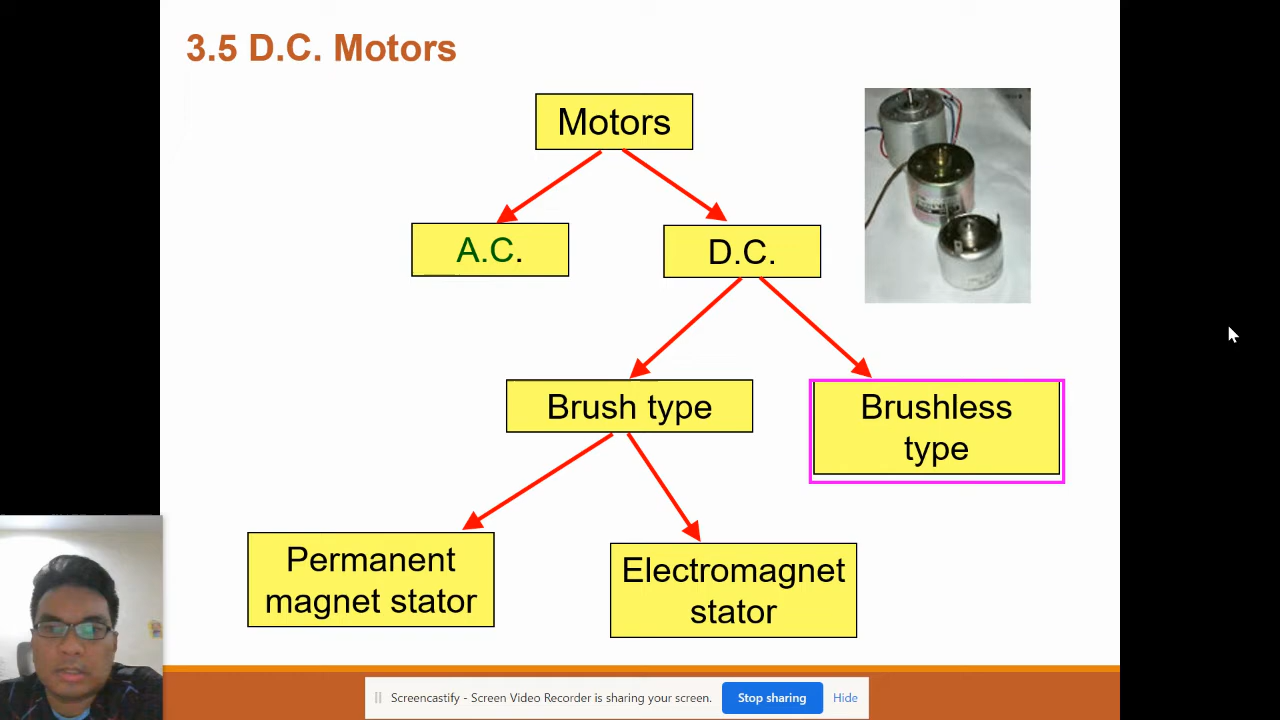 3.5 D.C. Motors
Motors
A.C.
D.C.
Brush type
Brushless
type
Permanent
magnet stator
Electromagnet
stator
Screencastify - Screen Video Recorder is sharing your screen.
Stop sharing
Hide